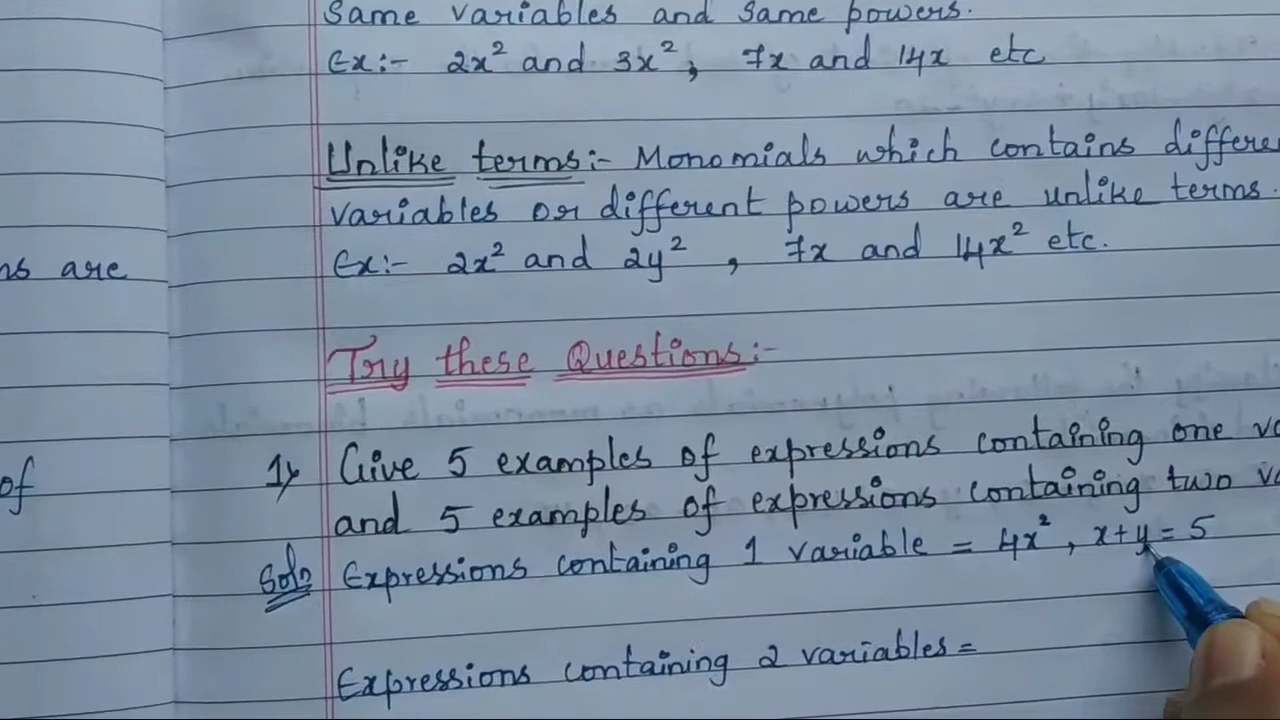 Same variables and same powers.
Ex:- 2x² and 3x², 7x and 14x etc
Unlike terms:- Monomials which contains
variables or different powers are unlike terms.
ns are
Ex:- 2x² and 2y², 7x and 14x² etc.
Try these Questions:-
1) Give 5 examples of expressions containing one
of
and 5 examples of expressions containing two
Soln Expressions containing 1 variable = 4x², x+y=5
Expressions containing 2 variables=